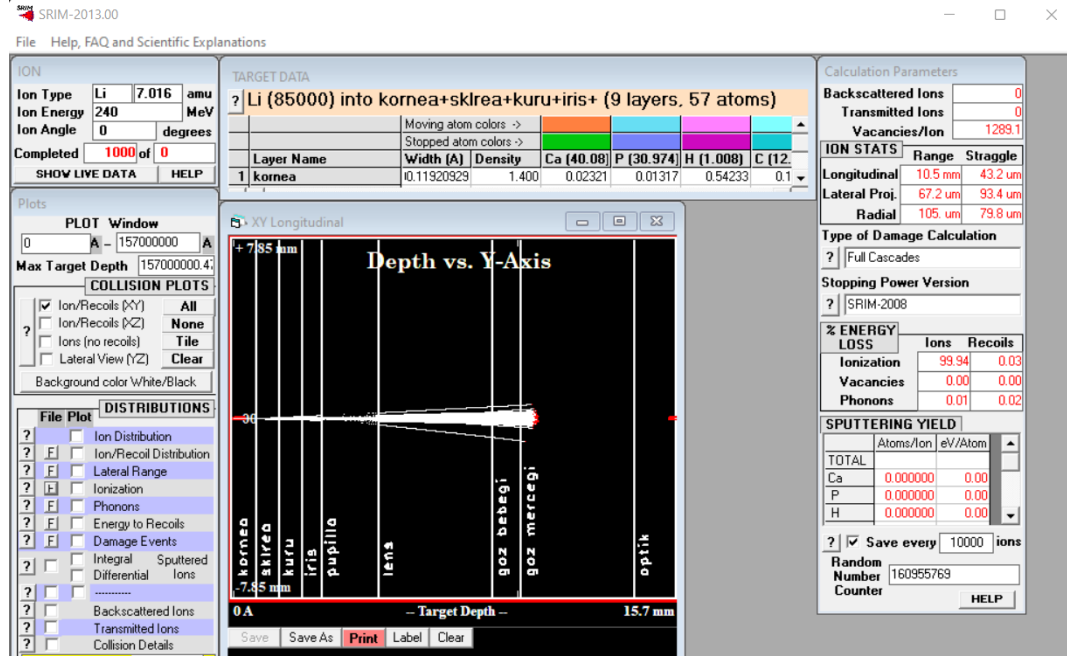 SRIM-2013.00
File Help, FAQ and Scientific Explanations
ION
Ion Type Li 7.016 amu
Ion Energy 240 MeV
Ion Angle 0 degrees
Completed 1000 of 0
SHOW LIVE DATA HELP
TARGET DATA
? Li (85000) into kornea+sklrea+kuru+iris+ (9 layers, 57 atoms)
Moving atom colors ->
Stopped atom colors ->
Layer Name Width (A) Density Ca (40.08) P (30.974) H (1.008) C (12.
1 kornea 0.11920929 1.400 0.02321 0.01317 0.54233 0.1
Plots
PLOT Window
0 A - 157000000 A
Max Target Depth 157000000.4
COLLISION PLOTS
?
Ion/Recoils (XY) All
Ion/Recoils (XZ) None
Ions (no recoils) Tile
Lateral View (YZ) Clear
Background color White/Black
DISTRIBUTIONS
File Plot
? Ion Distribution
? F Ion/Recoil Distribution
? F Lateral Range
? F Ionization
? F Phonons
? F Energy to Recoils
? F Damage Events
? Integral Sputtered
Differential Ions
? -----------
? Backscattered Ions
? Transmitted Ions
? Collision Details
XY Longitudinal
+ 7.85 mm
Depth vs. Y-Axis
kornea
sklrea
kuru
iris
pupilla
lens
goz bebegi
goz mercegi
optik
-7.85 mm
0 A -- Target Depth -- 15.7 mm
Save Save As Print Label Clear
Calculation Parameters
Backscattered Ions 0
Transmitted Ions 0
Vacancies/Ion 1289.1
ION STATS Range Straggle
Longitudinal 10.5 mm 43.2 um
Lateral Proj. 67.2 um 93.4 um
Radial 105. um 79.8 um
Type of Damage Calculation
? Full Cascades
Stopping Power Version
? SRIM-2008
% ENERGY LOSS Ions Recoils
Ionization 99.94 0.03
Vacancies 0.00 0.00
Phonons 0.01 0.02
SPUTTERING YIELD
Atoms/Ion eV/Atom
TOTAL
Ca 0.000000 0.00
P 0.000000 0.00
H 0.000000 0.00
? Save every 10000 ions
Random Number Counter 160955769
HELP